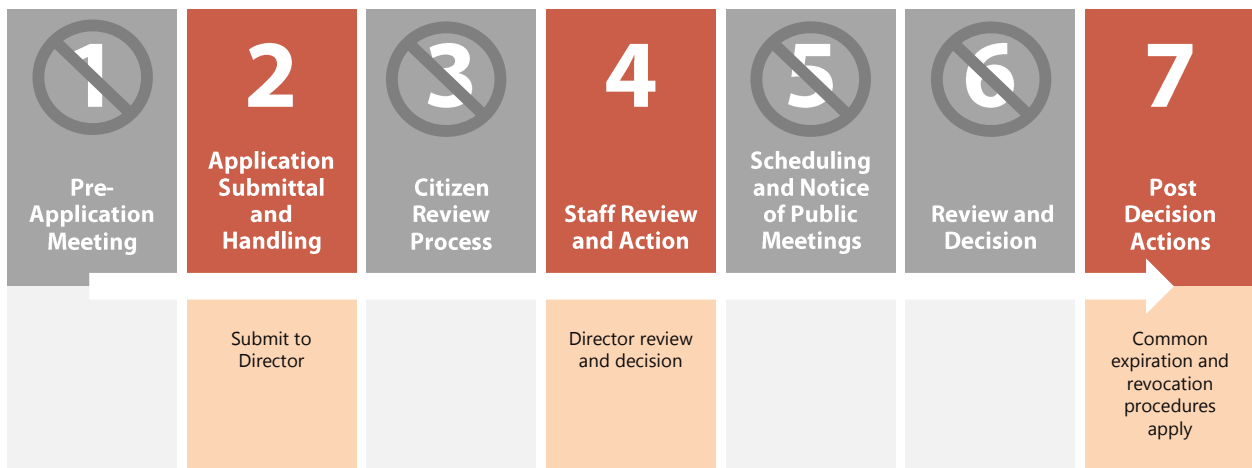 1
Pre-
Application
Meeting
2
Application
Submittal
and
Handling
Submit to
Director
3
Citizen
Review
Process
4
Staff Review
and Action
Director review
and decision
5
Scheduling
and Notice
of Public
Meetings
6
Review and
Decision
7
Post
Decision
Actions
Common
expiration and
revocation
procedures
apply